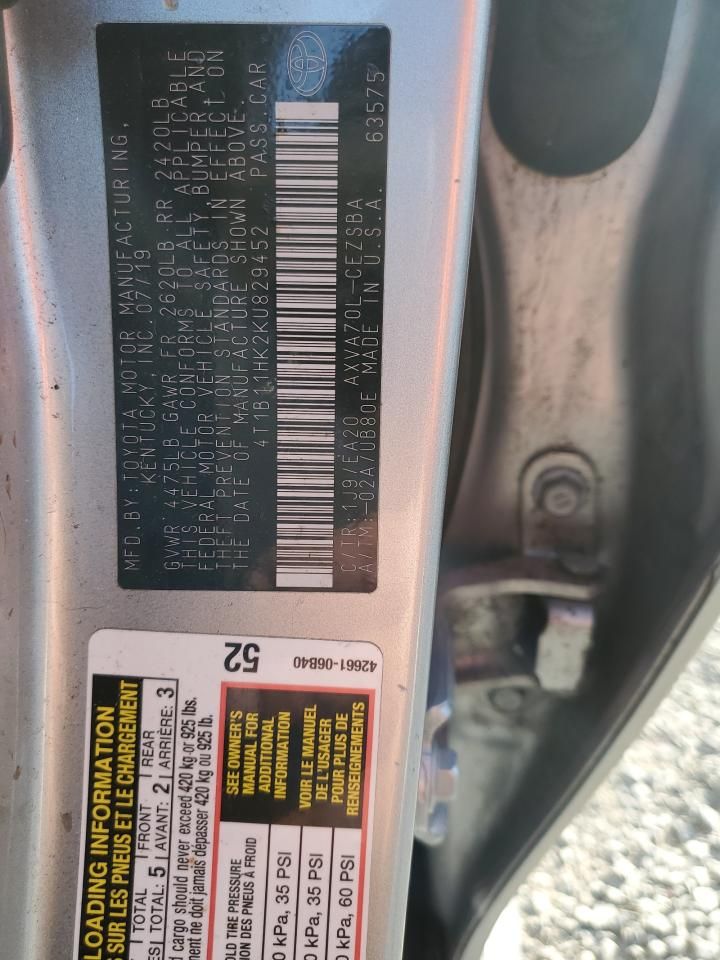 MFD. BY: TOYOTA MOTOR MANUFACTURING,
KENTUCKY, INC. 07/19
GVWR 4475LB GAWR FR 2620LB RR 2420LB
THIS VEHICLE CONFORMS TO ALL APPLICABLE
FEDERAL MOTOR VEHICLE SAFETY, BUMPER, AND
THEFT PREVENTION STANDARDS IN EFFECT ON
THE DATE OF MANUFACTURE SHOWN ABOVE.
4T1B11HK2KU829452 PASS.CAR
C/TR:1J9/EA20 AXVA70L-CEZSBA
A/TM:-02A/UB80E MADE IN U.S.A. 63575
LOADING INFORMATION
SUR LES PNEUS ET LE CHARGEMENT
TOTAL FRONT REAR
TOTAL: 5 AVANT: 2 ARRIÈRE: 3
cargo should never exceed 420 kg or 925 lbs.
ne doit jamais dépasser 420 kg ou 925 lb.
52
42661-06B40
SEE OWNER'S
MANUAL FOR
ADDITIONAL
INFORMATION
VOIR LE MANUEL
DE L'USAGER
POUR PLUS DE
RENSEIGNEMENTS
TIRE PRESSURE
DES PNEUS À FROID
kPa, 35 PSI
kPa, 35 PSI
kPa, 60 PSI